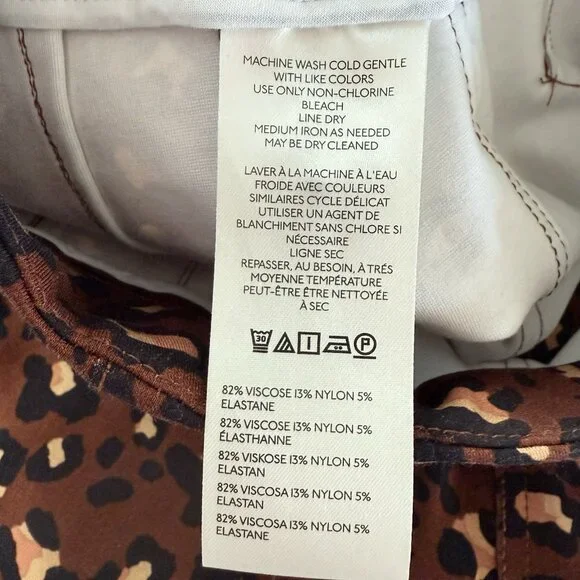 MACHINE WASH COLD GENTLE
WITH LIKE COLORS
USE ONLY NON-CHLORINE
BLEACH
LINE DRY
MEDIUM IRON AS NEEDED
MAY BE DRY CLEANED
LAVER À LA MACHINE À L'EAU
FROIDE AVEC COULEURS
SIMILAIRES CYCLE DÉLICAT
UTILISER UN AGENT DE
BLANCHIMENT SANS CHLORE SI
NÉCESSAIRE
LIGNE SEC
REPASSER, AU BESOIN, À TRÉS
MOYENNE TEMPÉRATURE
PEUT-ÊTRE ÊTRE NETTOYÉE
À SEC
30 P
82% VISCOSE 13% NYLON 5%
ELASTANE
82% VISCOSE 13% NYLON 5%
ÉLASTHANNE
82% VISKOSE 13% NYLON 5%
ELASTAN
82% VISCOSA 13% NYLON 5%
ELASTAN
82% VISCOSA 13% NYLON 5%
ELASTANE